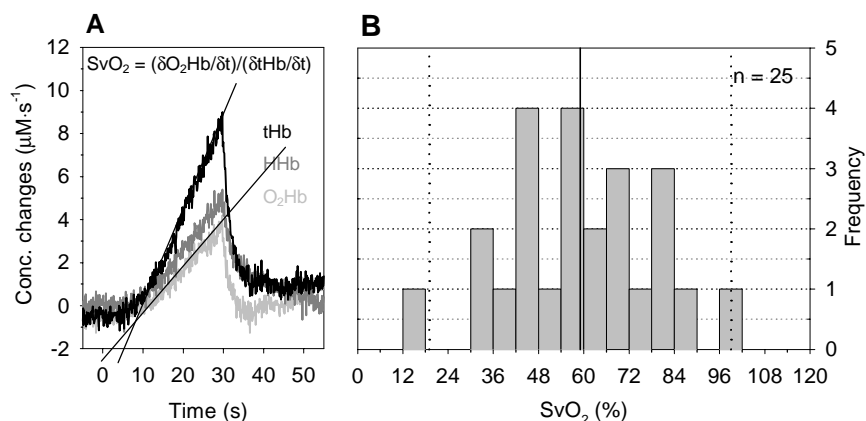 A
SvO₂ = (δO₂Hb/δt)/(δtHb/δt)
tHb
HHb
O₂Hb
Conc. changes (μM·s⁻¹)
12
10
8
6
4
2
0
-2
0 10 20 30 40 50
Time (s)
B
n = 25
5
4
3
2
1
0
Frequency
0 12 24 36 48 60 72 84 96 108 120
SvO₂ (%)